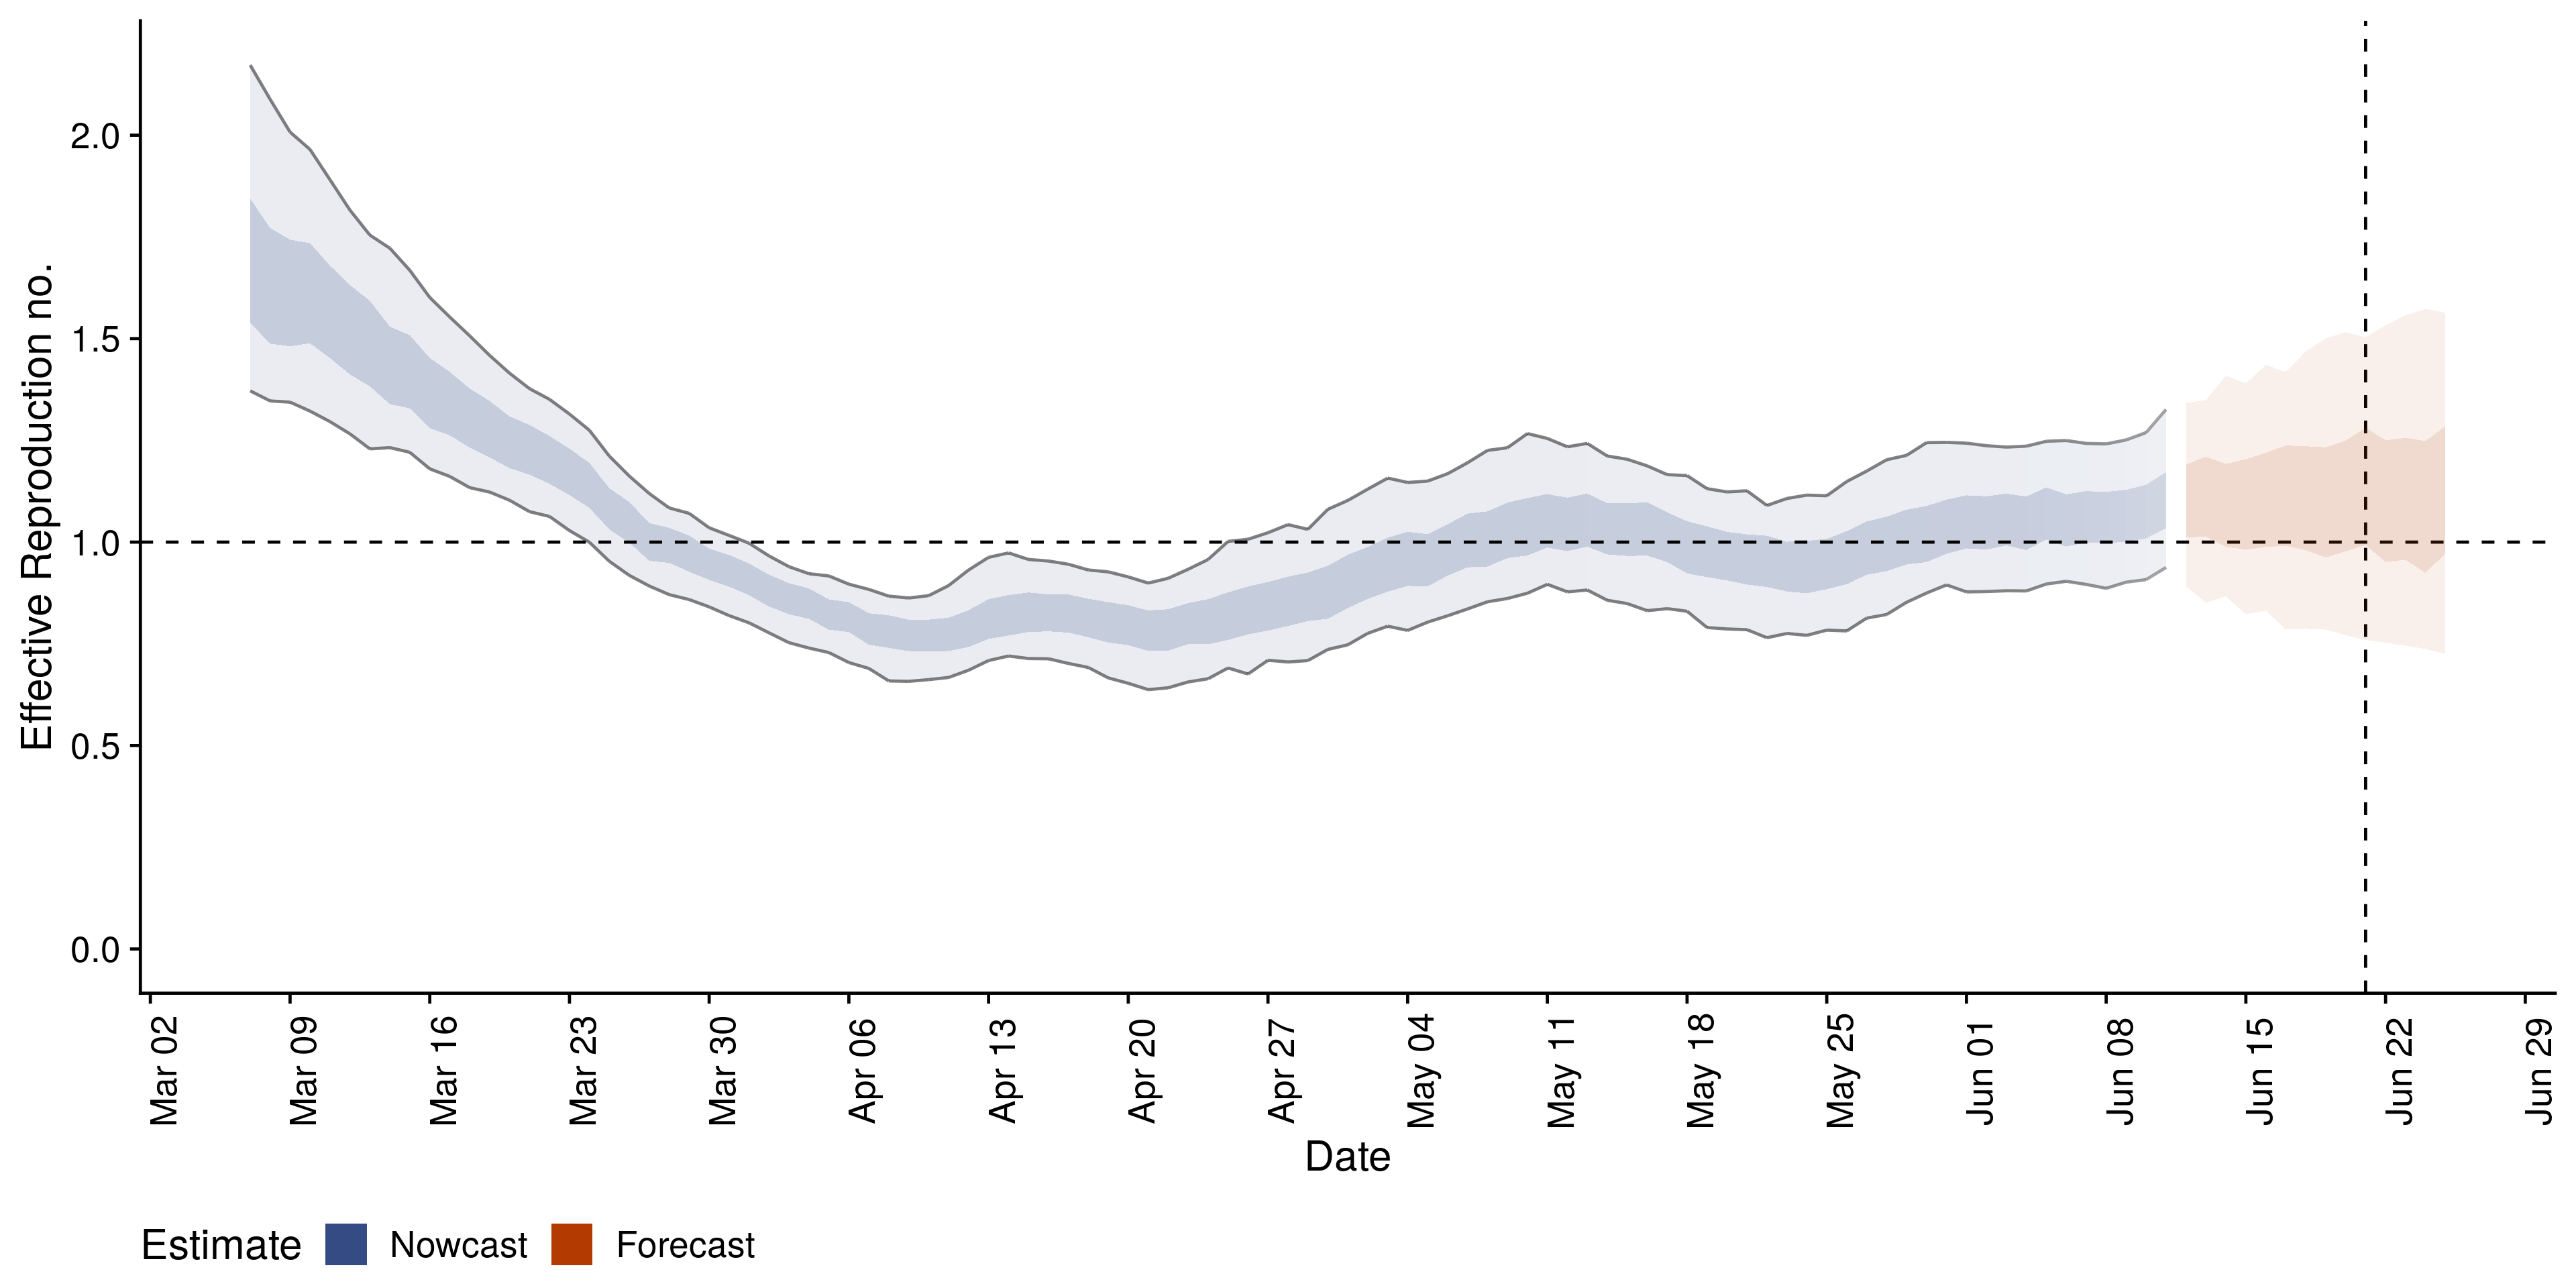 Effective Reproduction no.
2.0
1.5
1.0
0.5
0.0
Mar 02
Mar 09
Mar 16
Mar 23
Mar 30
Apr 06
Apr 13
Apr 20
Apr 27
May 04
May 11
May 18
May 25
Jun 01
Jun 08
Jun 15
Jun 22
Jun 29
Date
Estimate Nowcast Forecast